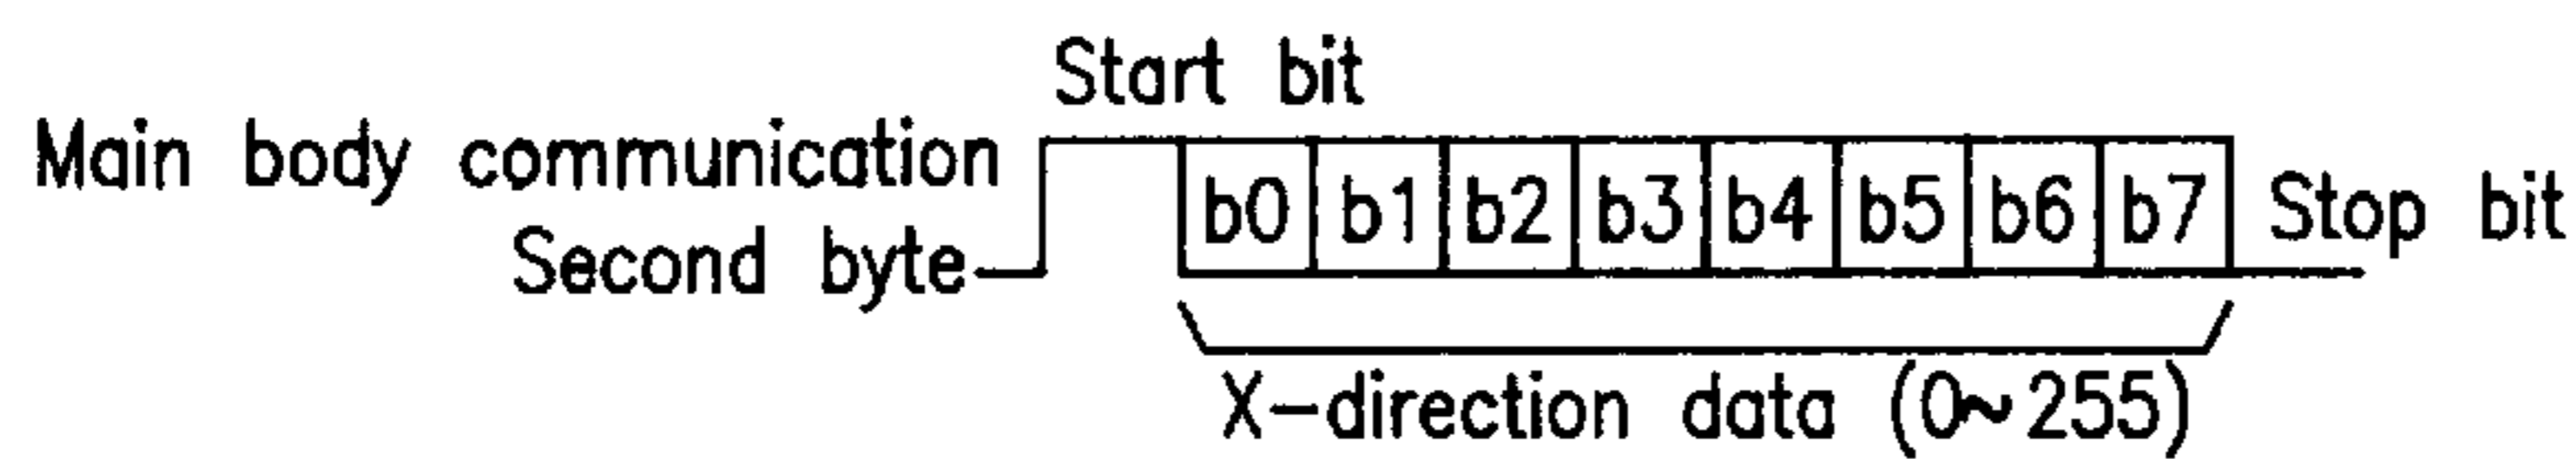 Start bit
Main body communication
Second byte
b0 b1 b2 b3 b4 b5 b6 b7 Stop bit
X-direction data (0~255)